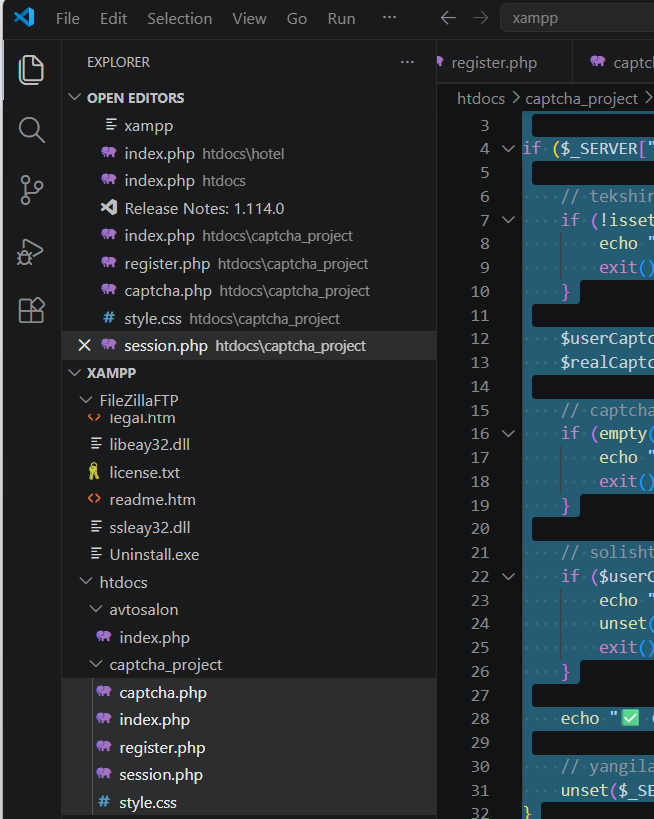 File Edit Selection View Go Run ··· xampp
EXPLORER ···
OPEN EDITORS
xampp
index.php htdocs\hotel
index.php htdocs
Release Notes: 1.114.0
index.php htdocs\captcha_project
register.php htdocs\captcha_project
captcha.php htdocs\captcha_project
style.css htdocs\captcha_project
session.php htdocs\captcha_project
XAMPP
FileZillaFTP
legal.htm
libeay32.dll
license.txt
readme.htm
ssleay32.dll
Uninstall.exe
htdocs
avtosalon
index.php
captcha_project
captcha.php
index.php
register.php
session.php
style.css
register.php captc
htdocs > captcha_project >
3
4 if ($_SERVER["
5
6 // tekshir
7 if (!isset
8 echo "
9 exit()
10 }
11
12 $userCaptc
13 $realCaptc
14
15 // captcha
16 if (empty(
17 echo "
18 exit()
19 }
20
21 // solisht
22 if ($userC
23 echo "
24 unset(
25 exit()
26 }
27
28 echo "✅
29
30 // yangila
31 unset($_SE
32 }